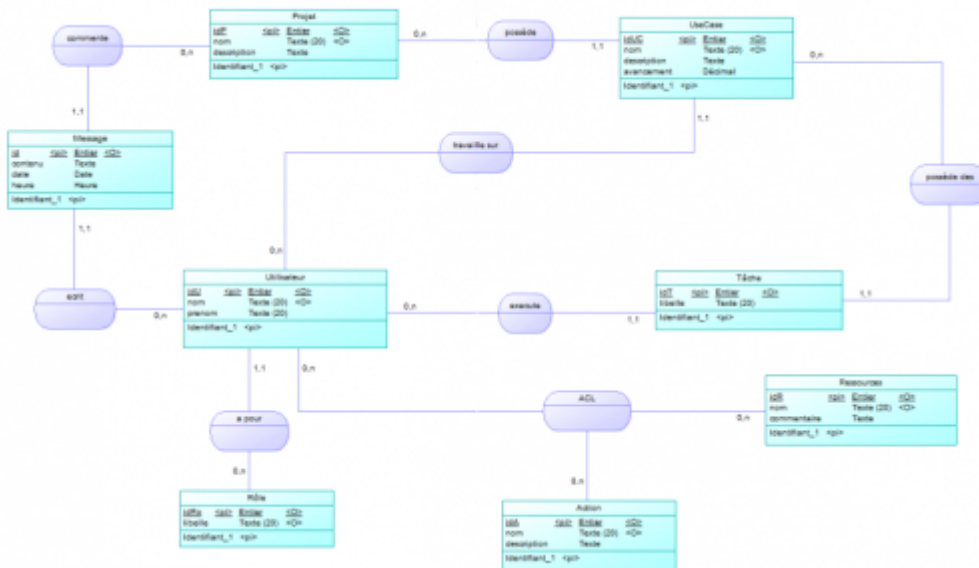 Projet
idP <pi> Entier <O>
nom Texte (20) <O>
description Texte
Identifiant_1 <pi>
commente
0,n
0,n
possède
1,1
UseCase
idUC <pi> Entier <O>
nom Texte (20) <O>
description Texte
avancement Décimal
Identifiant_1 <pi>
0,n
1,1
1,1
Message
id <pi> Entier <O>
contenu Texte
date Date
heure Heure
Identifiant_1 <pi>
travaille sur
possède des
1,1
0,n
ecrit
0,n
Utilisateur
idU <pi> Entier <O>
nom Texte (20) <O>
prenom Texte (20)
Identifiant_1 <pi>
0,n
execute
1,1
Tâche
idT <pi> Entier <O>
libelle Texte (20)
Identifiant_1 <pi>
1,1
1,1
0,n
a pour
0,n
ACL
0,n
Ressources
idR <pi> Entier <O>
nom Texte (20) <O>
commentaire Texte
Identifiant_1 <pi>
0,n
Rôle
idRo <pi> Entier <O>
libelle Texte (20) <O>
Identifiant_1 <pi>
Action
idA <pi> Entier <O>
nom Texte (20) <O>
description Texte
Identifiant_1 <pi>